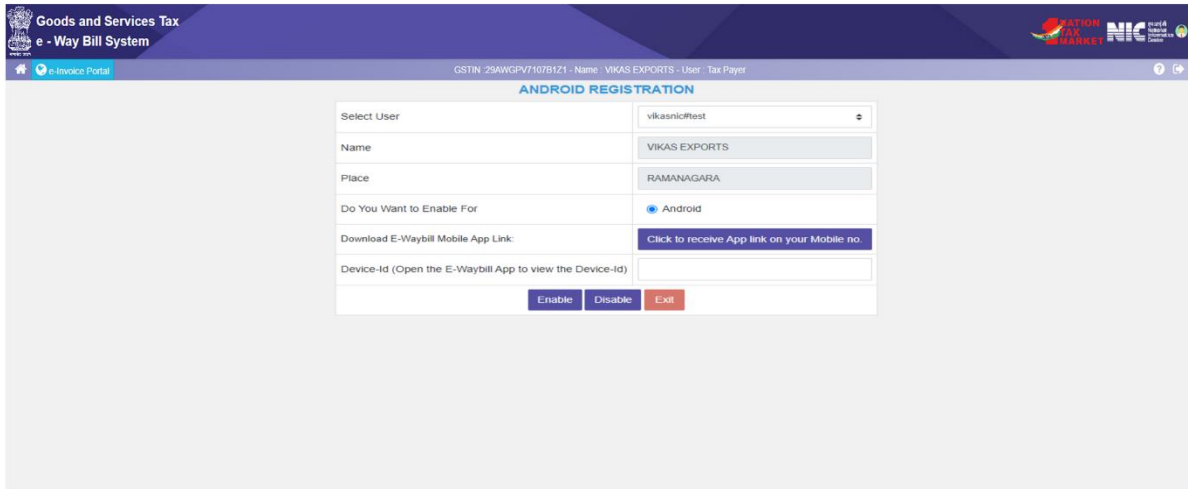 Goods and Services Tax
e - Way Bill System
NATION
TAX
MARKET
NIC
National
Informatics
Centre
e-Invoice Portal
GSTIN :29AWGPV7107B1Z1 - Name : VIKAS EXPORTS - User : Tax Payer
ANDROID REGISTRATION
Select User
vikasnic#test
Name
VIKAS EXPORTS
Place
RAMANAGARA
Do You Want to Enable For
Android
Download E-Waybill Mobile App Link:
Click to receive App link on your Mobile no.
Device-Id (Open the E-Waybill App to view the Device-Id)
Enable Disable Exit